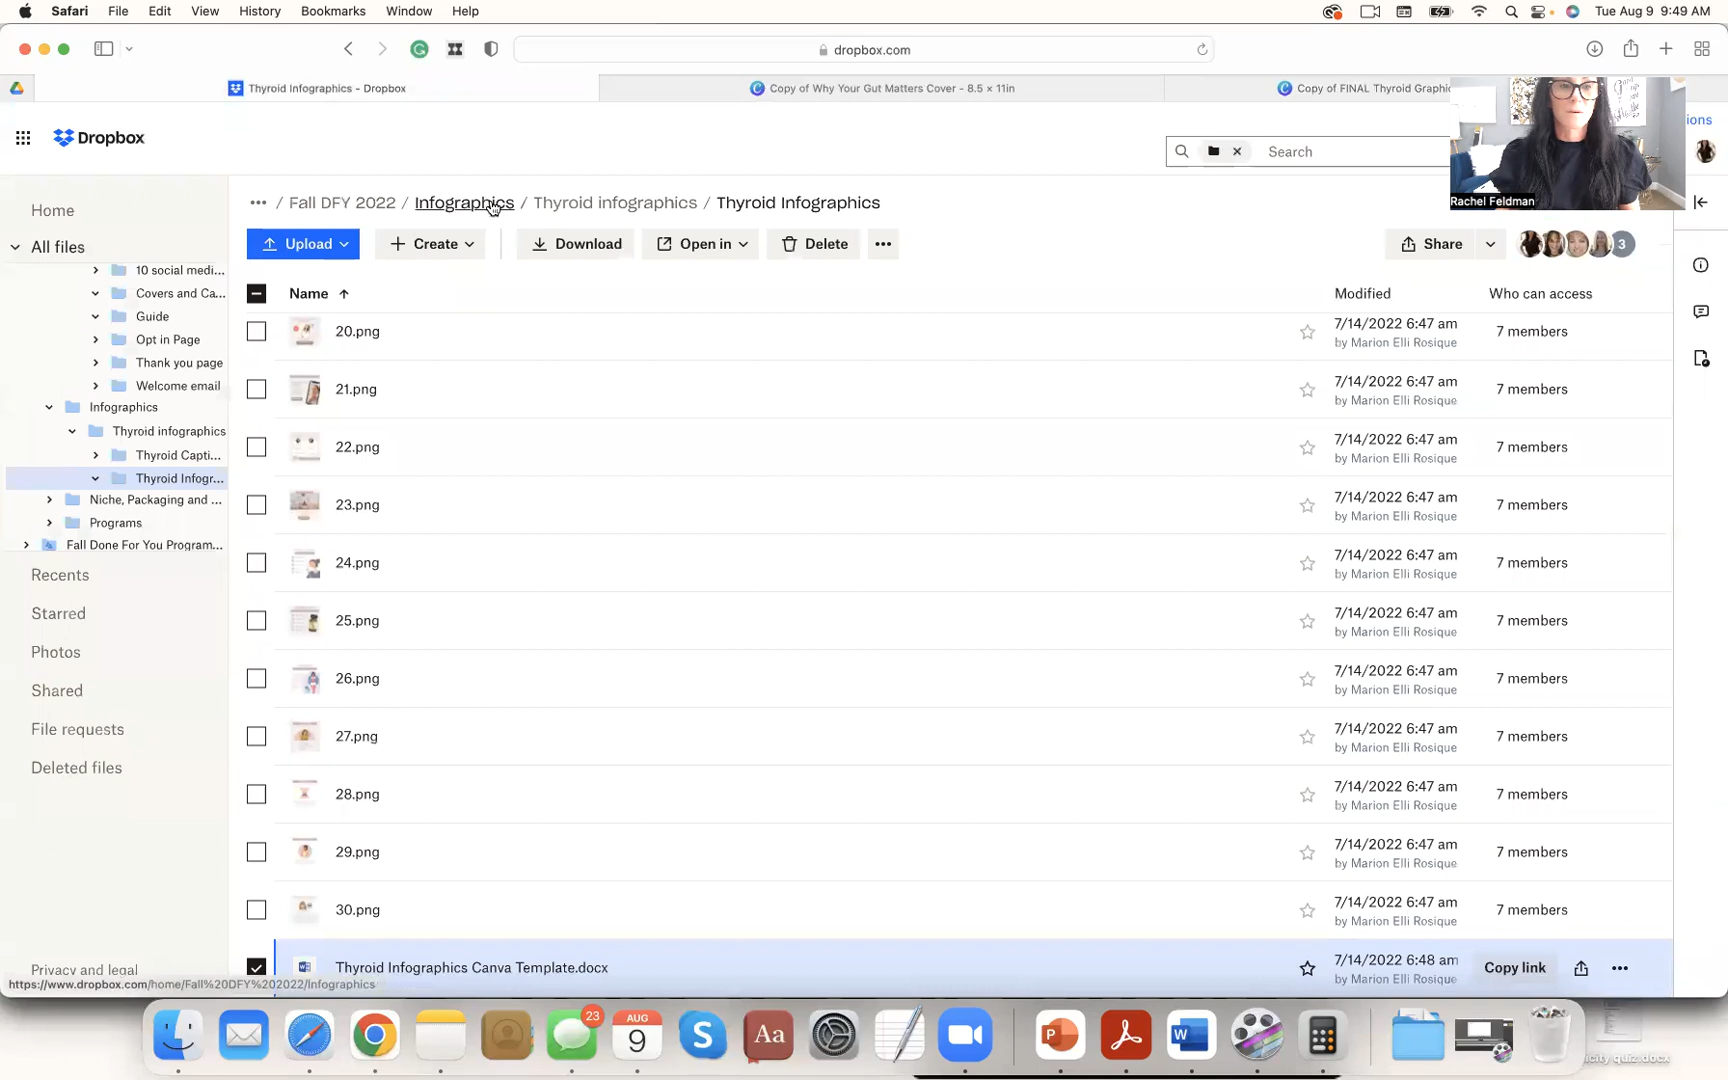 Safari File Edit View History Bookmarks Window Help Tue Aug 9 9:49 AM
dropbox.com
Thyroid Infographics - Dropbox
Copy of Why Your Gut Matters Cover - 8.5 × 11in
Copy of FINAL Thyroid Graphic
Dropbox
Search
ions
Rachel Feldman
... / Fall DFY 2022 / Infographics / Thyroid infographics / Thyroid Infographics
Upload Create Download Open in Delete Share 3
Home
All files
10 social medi...
Covers and Ca...
Guide
Opt in Page
Thank you page
Welcome email
Infographics
Thyroid infographics
Thyroid Capti...
Thyroid Infogr...
Niche, Packaging and ...
Programs
Fall Done For You Program...
Recents
Starred
Photos
Shared
File requests
Deleted files
Privacy and legal
Name Modified Who can access
20.png 7/14/2022 6:47 am 7 members
by Marion Elli Rosique
21.png 7/14/2022 6:47 am 7 members
by Marion Elli Rosique
22.png 7/14/2022 6:47 am 7 members
by Marion Elli Rosique
23.png 7/14/2022 6:47 am 7 members
by Marion Elli Rosique
24.png 7/14/2022 6:47 am 7 members
by Marion Elli Rosique
25.png 7/14/2022 6:47 am 7 members
by Marion Elli Rosique
26.png 7/14/2022 6:47 am 7 members
by Marion Elli Rosique
27.png 7/14/2022 6:47 am 7 members
by Marion Elli Rosique
28.png 7/14/2022 6:47 am 7 members
by Marion Elli Rosique
29.png 7/14/2022 6:47 am 7 members
by Marion Elli Rosique
30.png 7/14/2022 6:47 am 7 members
by Marion Elli Rosique
Thyroid Infographics Canva Template.docx 7/14/2022 6:48 am Copy link
by Marion Elli Rosique
https://www.dropbox.com/home/Fall%20DFY%202022/Infographics
23
AUG
9
Aa
icity quiz.docx